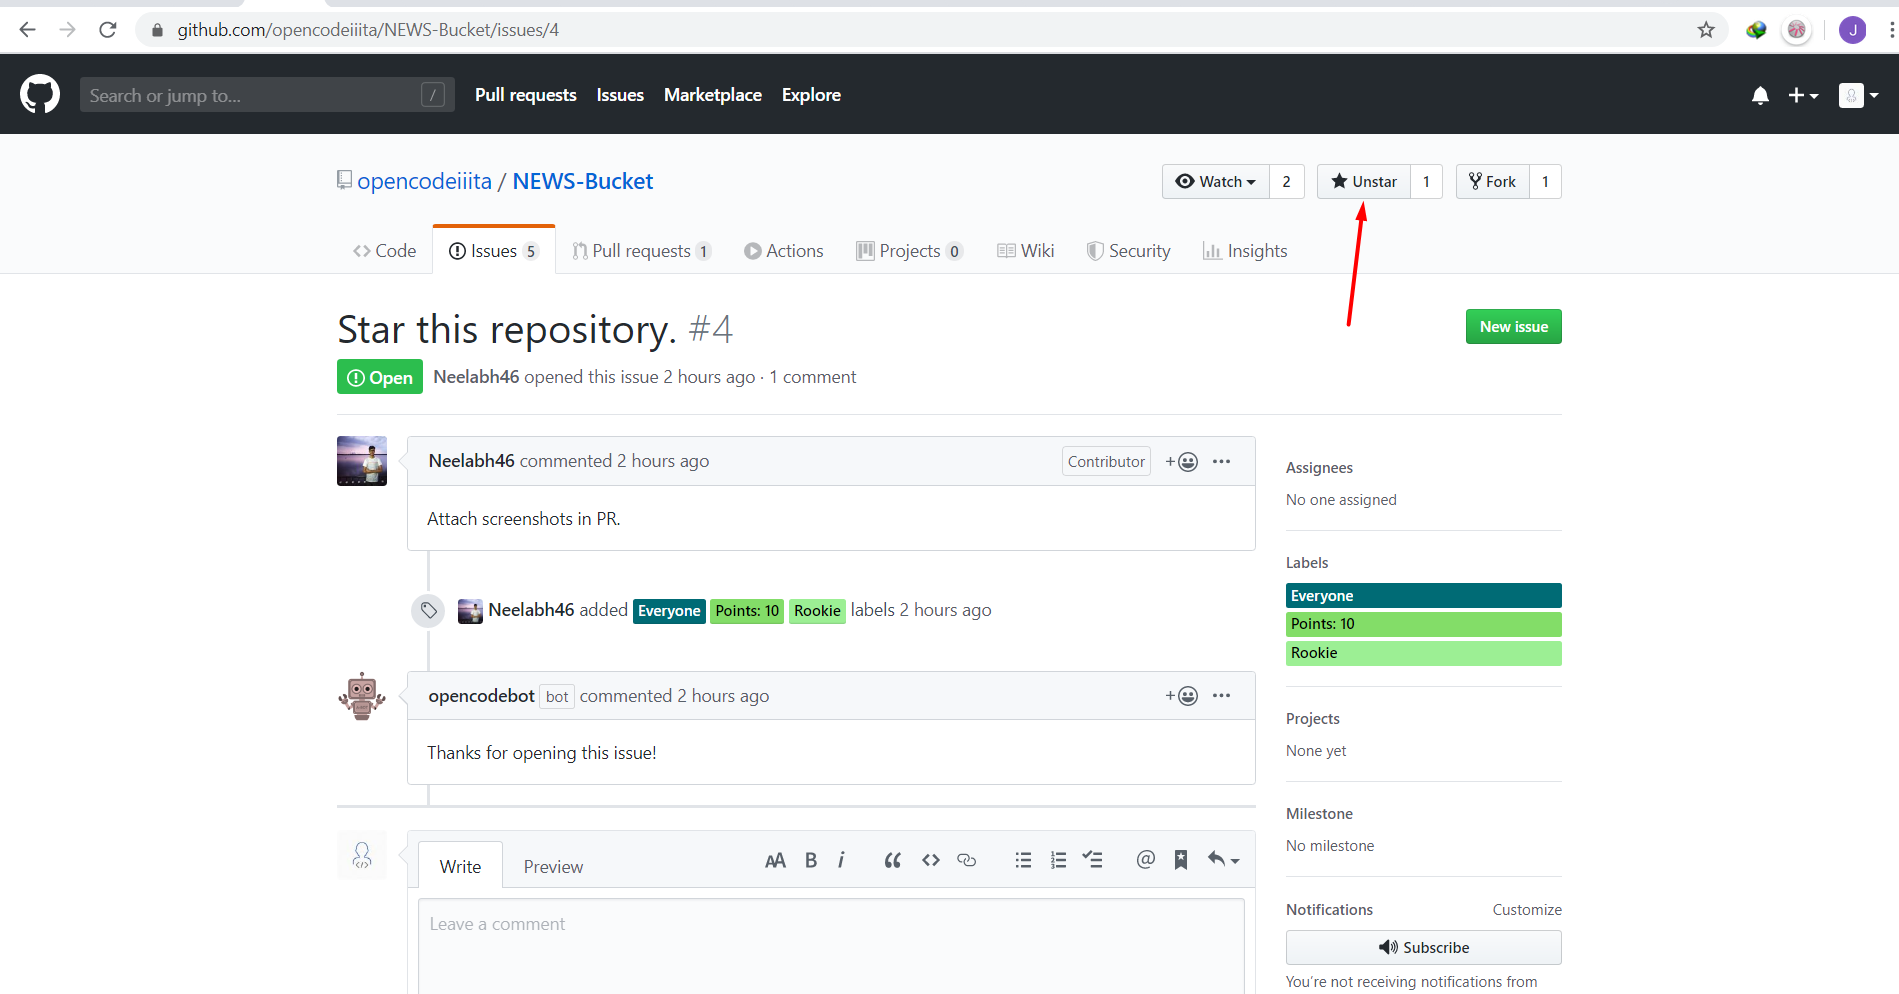 github.com/opencodeiiita/NEWS-Bucket/issues/4
J
Search or jump to... /
Pull requests Issues Marketplace Explore
opencodeiiita / NEWS-Bucket
Watch 2 Unstar 1 Fork 1
Code Issues 5 Pull requests 1 Actions Projects 0 Wiki Security Insights
Star this repository. #4
New issue
Open Neelabh46 opened this issue 2 hours ago · 1 comment
Neelabh46 commented 2 hours ago Contributor
Attach screenshots in PR.
Neelabh46 added Everyone Points: 10 Rookie labels 2 hours ago
opencodebot bot commented 2 hours ago
Thanks for opening this issue!
Write Preview
Leave a comment
Assignees
No one assigned
Labels
Everyone
Points: 10
Rookie
Projects
None yet
Milestone
No milestone
Notifications Customize
Subscribe
You're not receiving notifications from